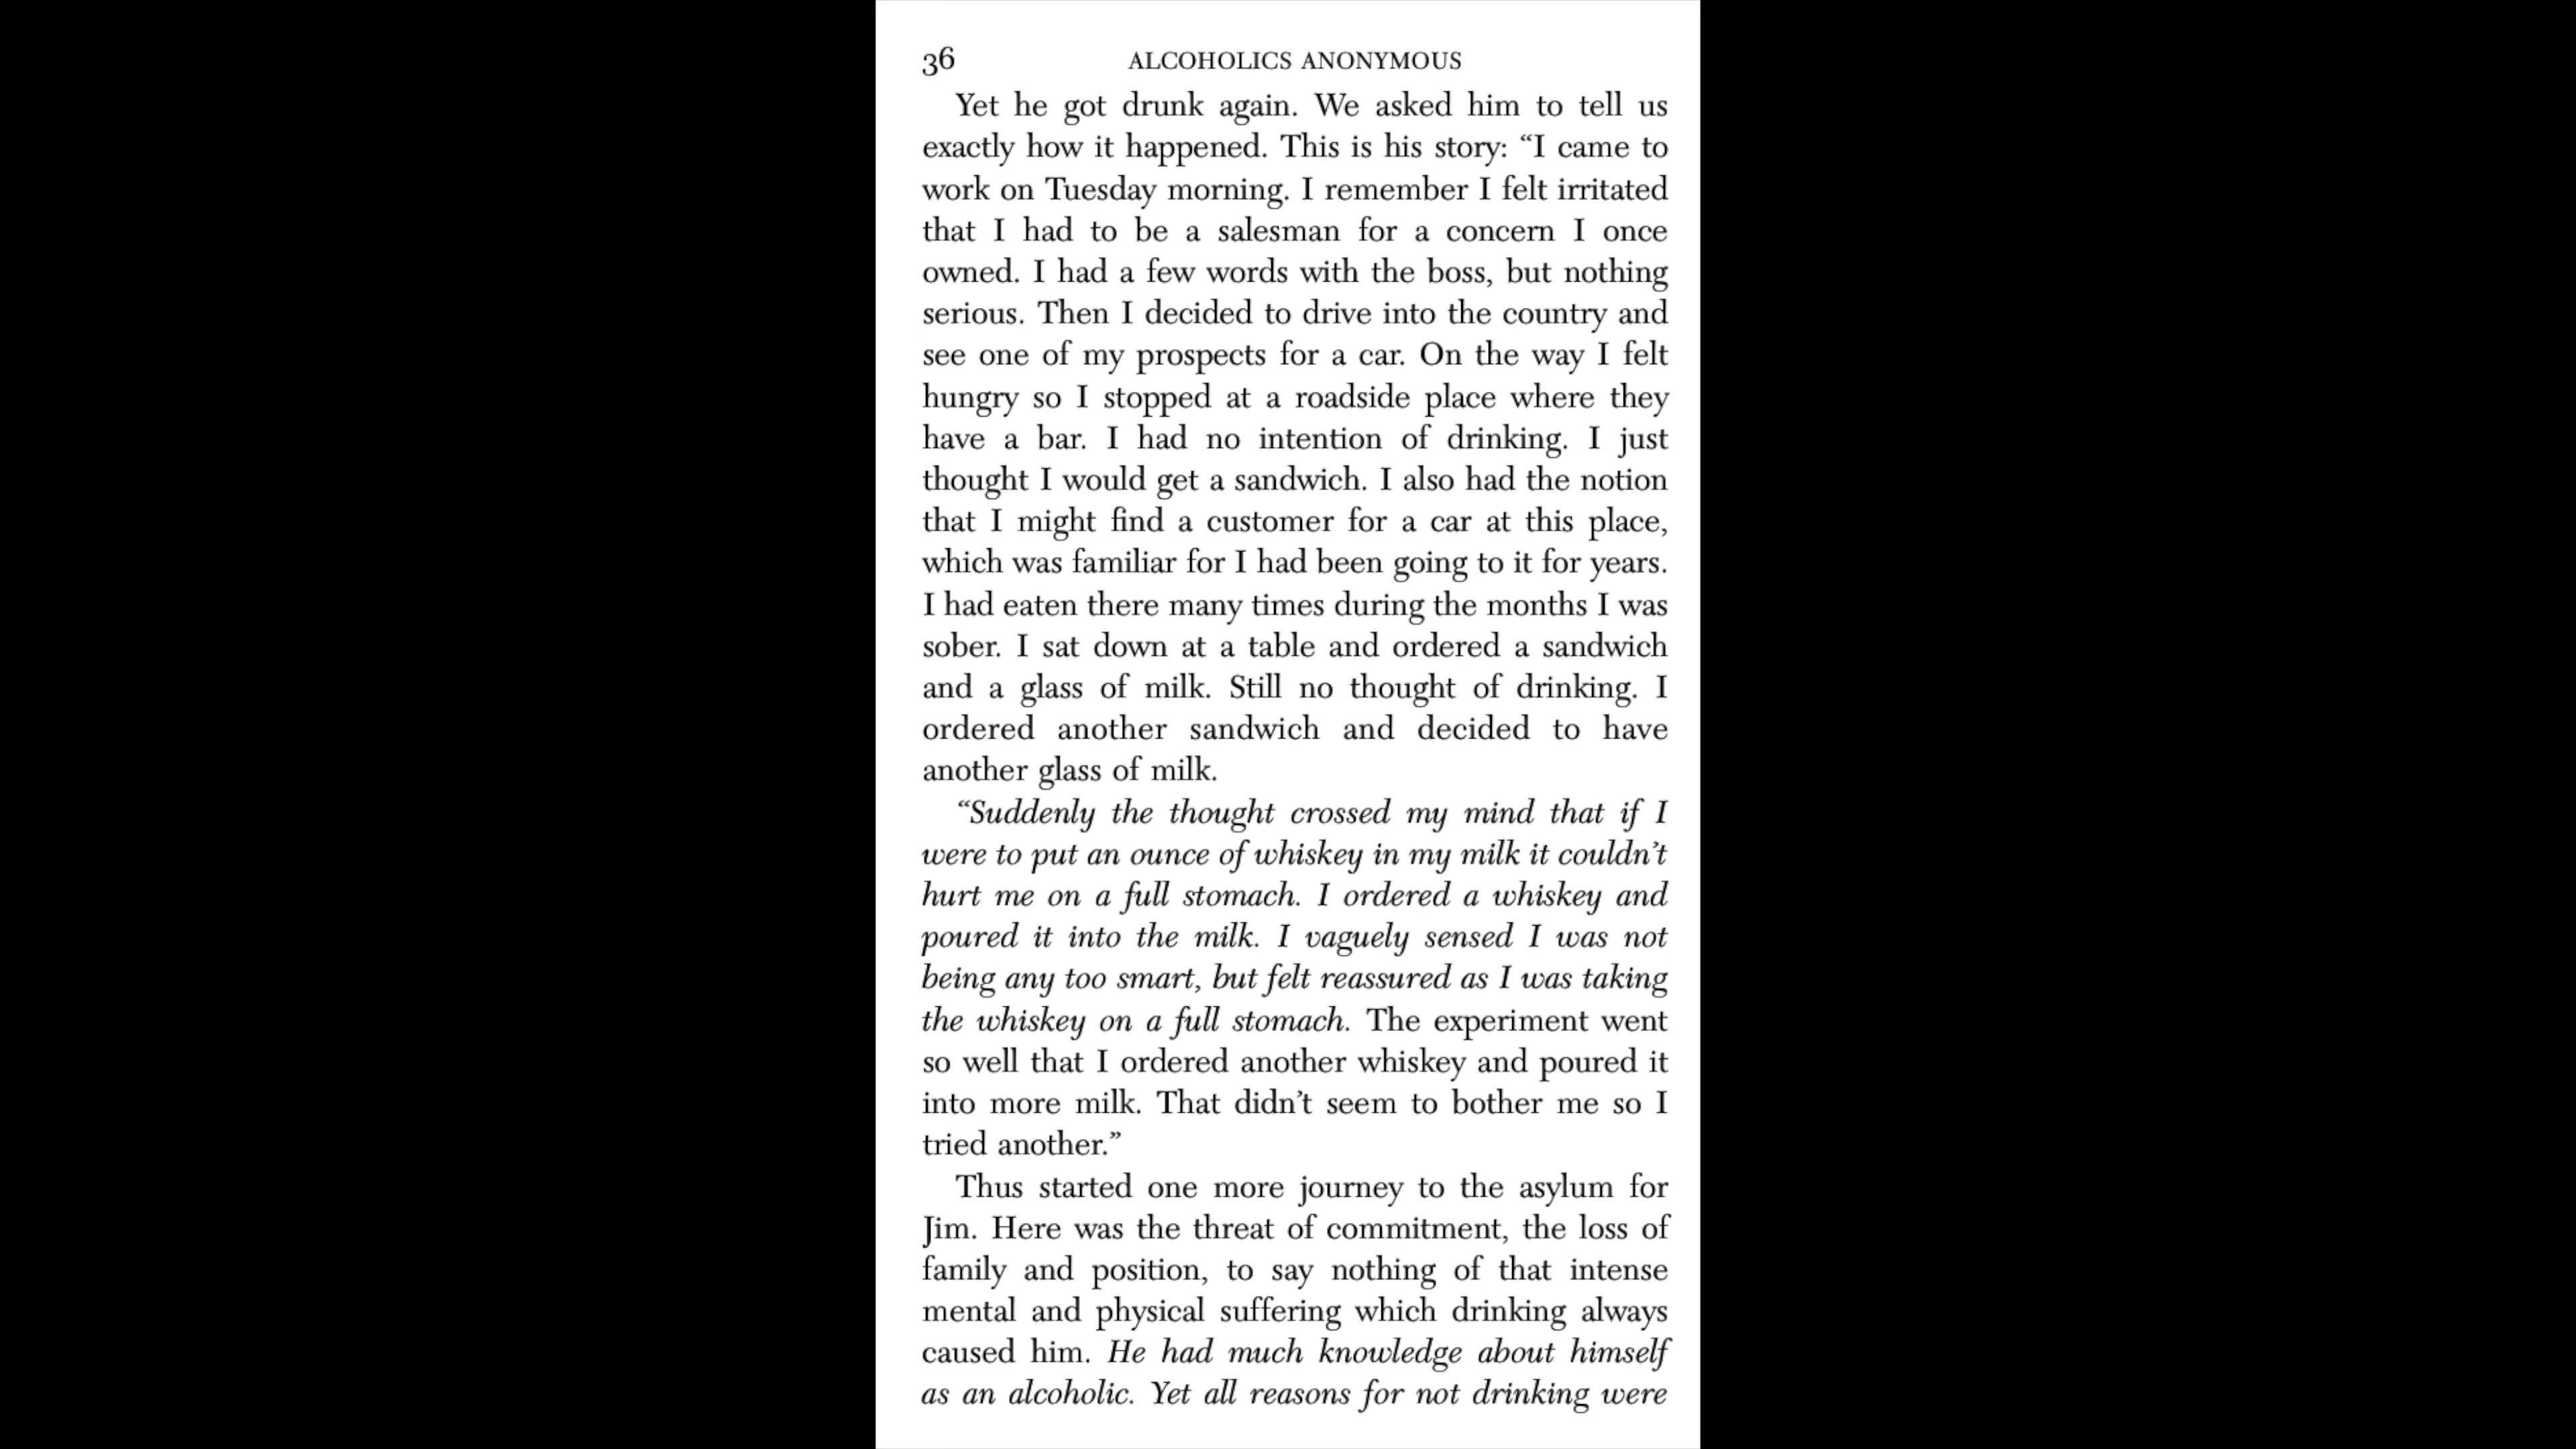 36 ALCOHOLICS ANONYMOUS
Yet he got drunk again. We asked him to tell us
exactly how it happened. This is his story: “I came to
work on Tuesday morning. I remember I felt irritated
that I had to be a salesman for a concern I once
owned. I had a few words with the boss, but nothing
serious. Then I decided to drive into the country and
see one of my prospects for a car. On the way I felt
hungry so I stopped at a roadside place where they
have a bar. I had no intention of drinking. I just
thought I would get a sandwich. I also had the notion
that I might find a customer for a car at this place,
which was familiar for I had been going to it for years.
I had eaten there many times during the months I was
sober. I sat down at a table and ordered a sandwich
and a glass of milk. Still no thought of drinking. I
ordered another sandwich and decided to have
another glass of milk.
“Suddenly the thought crossed my mind that if I
were to put an ounce of whiskey in my milk it couldn’t
hurt me on a full stomach. I ordered a whiskey and
poured it into the milk. I vaguely sensed I was not
being any too smart, but felt reassured as I was taking
the whiskey on a full stomach. The experiment went
so well that I ordered another whiskey and poured it
into more milk. That didn’t seem to bother me so I
tried another.”
Thus started one more journey to the asylum for
Jim. Here was the threat of commitment, the loss of
family and position, to say nothing of that intense
mental and physical suffering which drinking always
caused him. He had much knowledge about himself
as an alcoholic. Yet all reasons for not drinking were